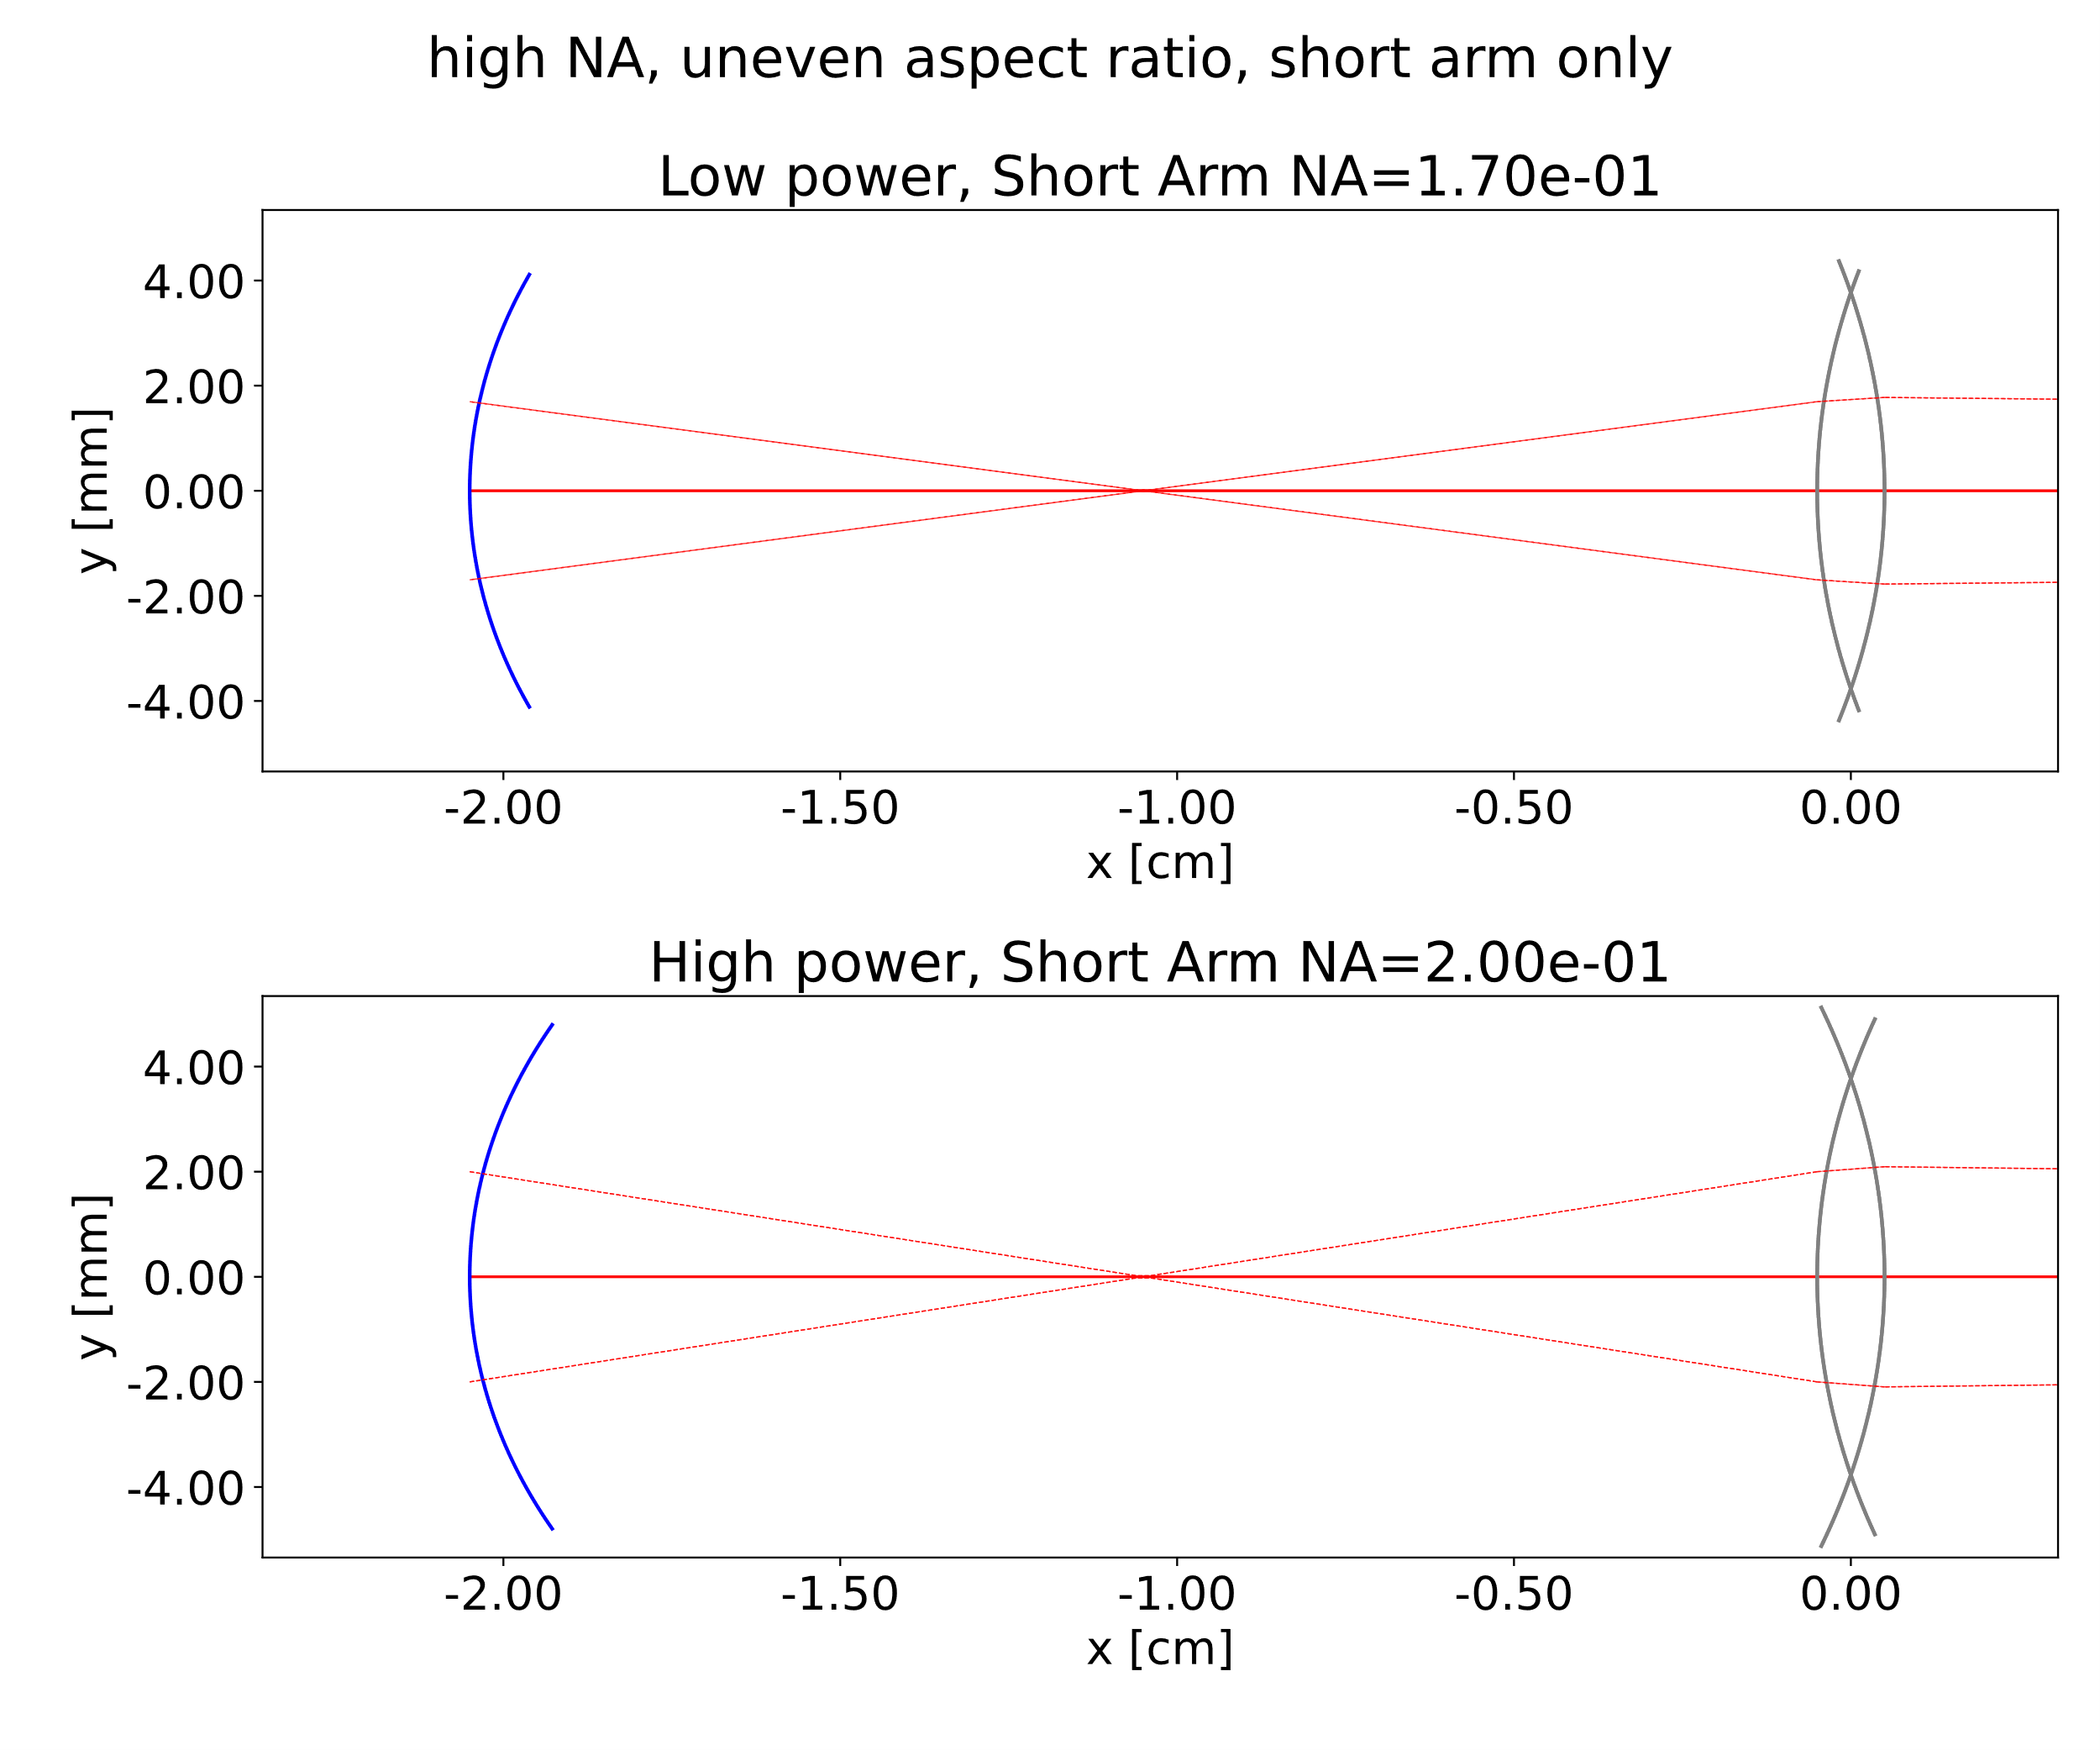 high NA, uneven aspect ratio, short arm only
Low power, Short Arm NA=1.70e-01
4.00
2.00
0.00
-2.00
-4.00
y [mm]
-2.00 -1.50 -1.00 -0.50 0.00
x [cm]
High power, Short Arm NA=2.00e-01
4.00
2.00
0.00
-2.00
-4.00
y [mm]
-2.00 -1.50 -1.00 -0.50 0.00
x [cm]